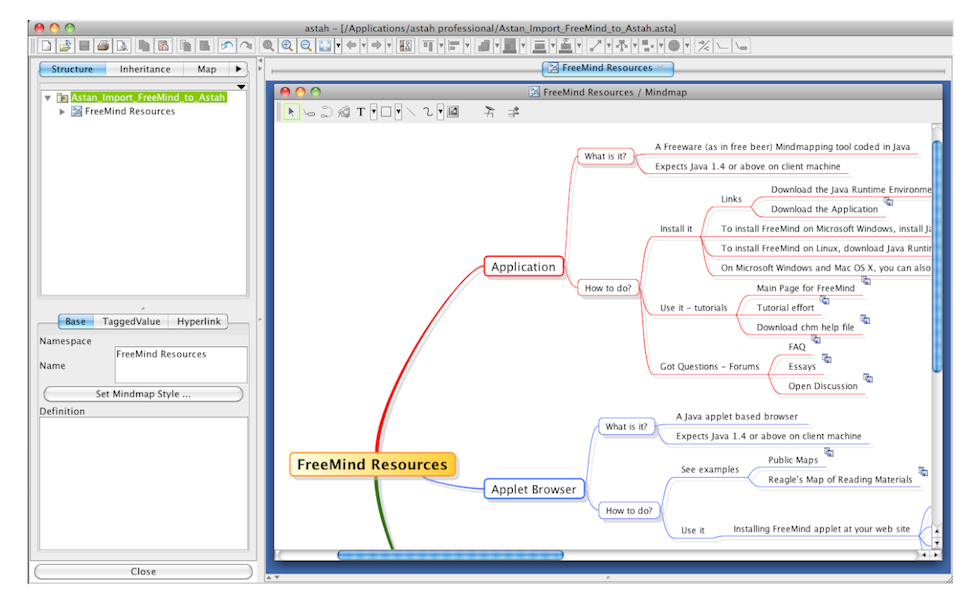 astah - [/Applications/astah professional/Astan_Import_FreeMind_to_Astah.asta]
Structure
Inheritance
Map
FreeMind Resources
Astan_Import_FreeMind_to_Astah
FreeMind Resources
FreeMind Resources / Mindmap
T
A Freeware (as in free beer) Mindmapping tool coded in Java
What is it?
Expects Java 1.4 or above on client machine
Download the Java Runtime Environme
Links
Download the Application
Install it
To install FreeMind on Microsoft Windows, install Ja
To install FreeMind on Linux, download Java Runtin
Application
On Microsoft Windows and Mac OS X, you can also
How to do?
Main Page for FreeMind
Use it - tutorials
Tutorial effort
Download chm help file
FAQ
Got Questions - Forums
Essays
Open Discussion
Base
TaggedValue
Hyperlink
Namespace
Name
FreeMind Resources
Set Mindmap Style ...
Definition
A Java applet based browser
What is it?
Expects Java 1.4 or above on client machine
FreeMind Resources
Public Maps
See examples
Reagle's Map of Reading Materials
Applet Browser
How to do?
Use it
Installing FreeMind applet at your web site
Close